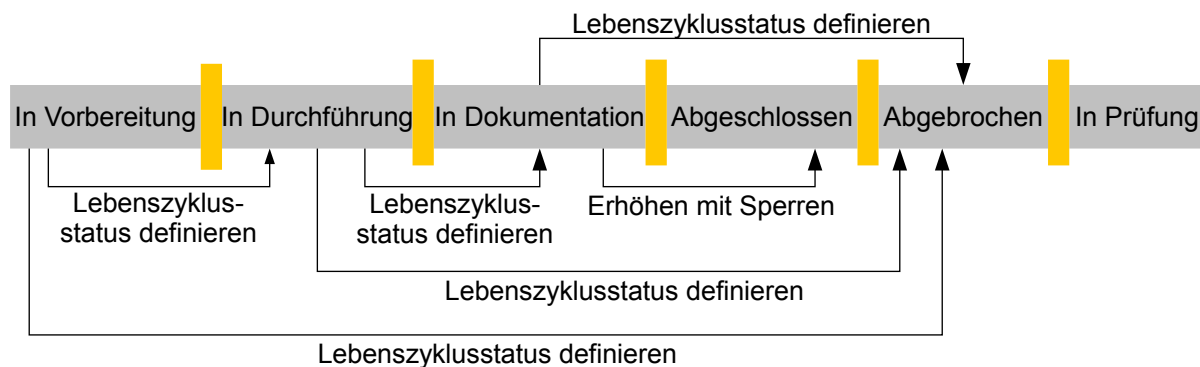 Lebenszyklusstatus definieren
In Vorbereitung
In Durchführung
In Dokumentation
Abgeschlossen
Abgebrochen
In Prüfung
Lebenszyklus-
status definieren
Lebenszyklus-
status definieren
Erhöhen mit Sperren
Lebenszyklusstatus definieren
Lebenszyklusstatus definieren